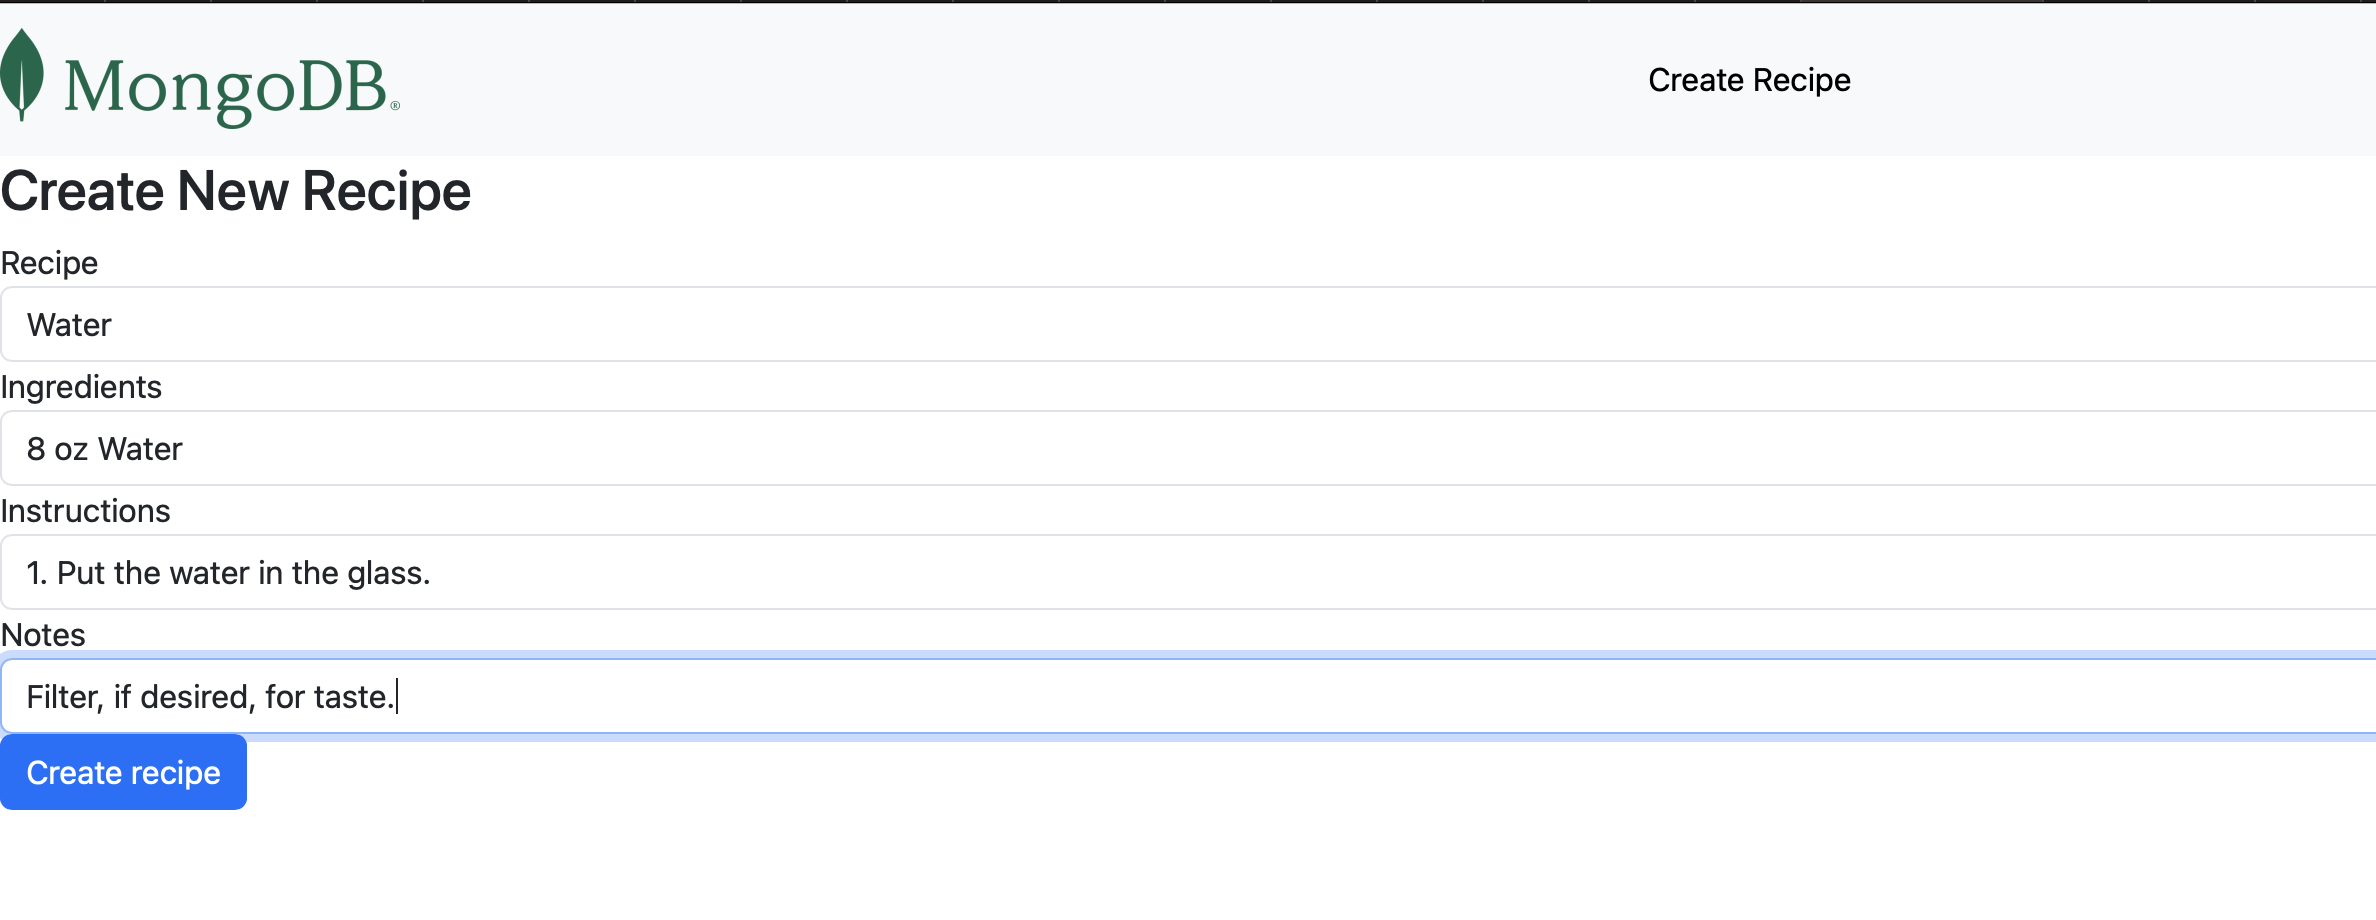 MongoDB®
Create Recipe
Create New Recipe
Recipe
Water
Ingredients
8 oz Water
Instructions
1. Put the water in the glass.
Notes
Filter, if desired, for taste.
Create recipe